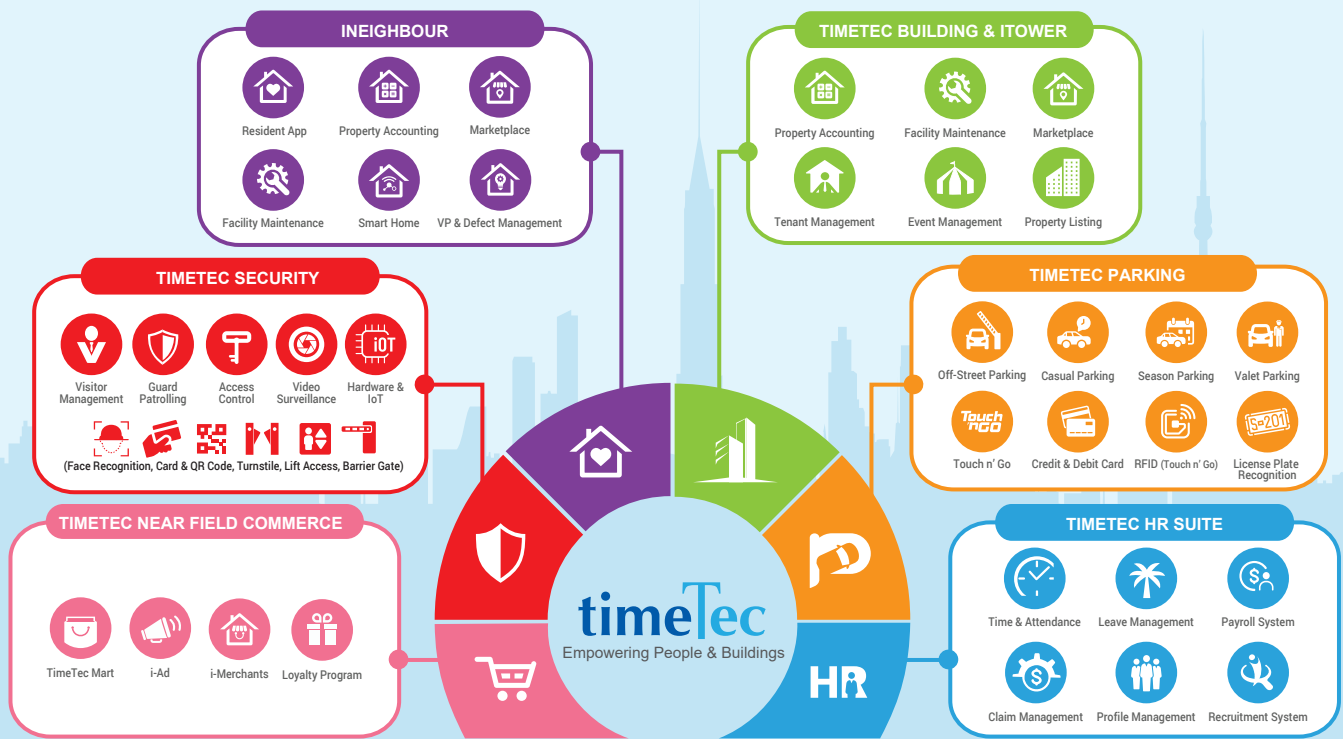 INEIGHBOUR
Resident App
Property Accounting
Marketplace
Facility Maintenance
Smart Home
VP & Defect Management
TIMETEC BUILDING & ITOWER
Property Accounting
Facility Maintenance
Marketplace
Tenant Management
Event Management
Property Listing
TIMETEC SECURITY
iOT
Visitor
Management
Guard
Patrolling
Access
Control
Video
Surveillance
Hardware &
IoT
(Face Recognition, Card & QR Code, Turnstile, Lift Access, Barrier Gate)
TIMETEC PARKING
Off-Street Parking
Casual Parking
Season Parking
Valet Parking
Touch
nGO
S-201
Touch n' Go
Credit & Debit Card
RFID (Touch n' Go)
License Plate
Recognition
TIMETEC NEAR FIELD COMMERCE
TimeTec Mart
i-Ad
i-Merchants
Loyalty Program
timeTec
Empowering People & Buildings
HR
TIMETEC HR SUITE
Time & Attendance
Leave Management
Payroll System
Claim Management
Profile Management
Recruitment System